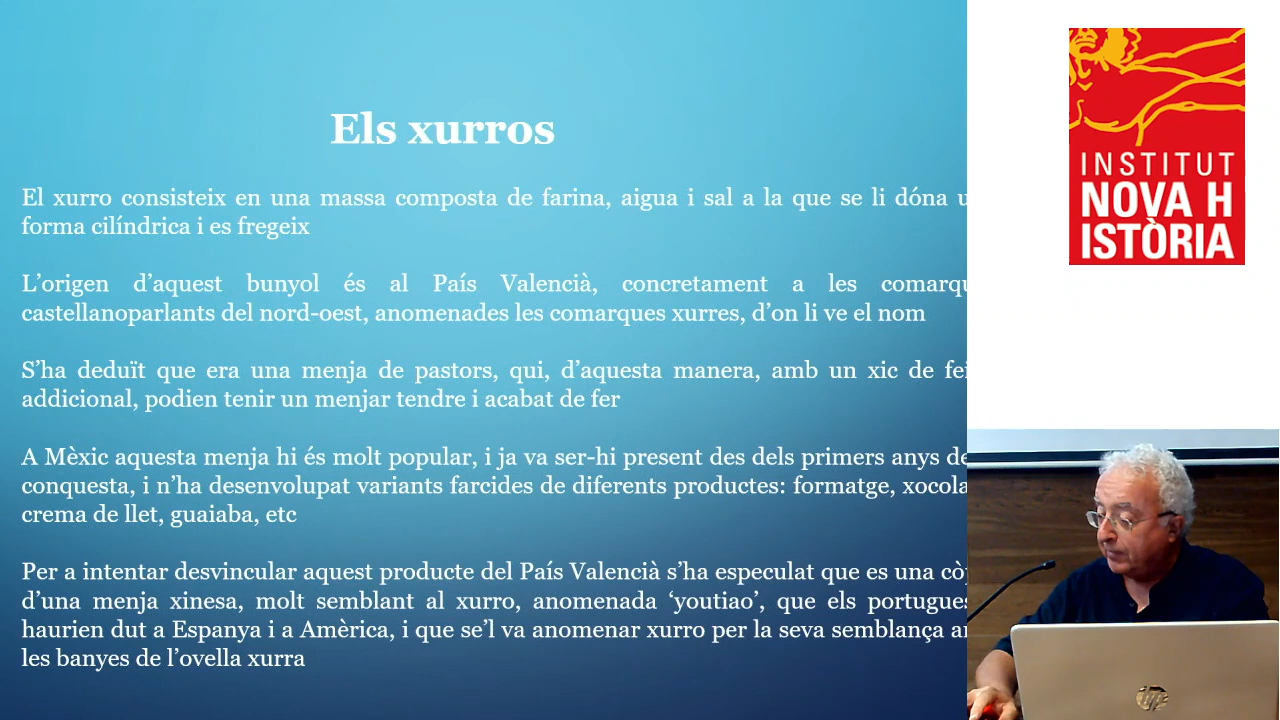 Els xurros
El xurro consisteix en una massa composta de farina, aigua i sal a la que se li dóna
forma cilíndrica i es fregeix
L'origen d'aquest bunyol és al País Valencià, concretament a les
castellanoparlants del nord-oest, anomenades les comarques xurres, d'on li ve el nom
S'ha deduït que era una menja de pastors, qui, d'aquesta manera, amb un xic de
addicional, podien tenir un menjar tendre i acabat de fer
A Mèxic aquesta menja hi és molt popular, i ja va ser-hi present des dels primers anys
conquesta, i n'ha desenvolupat variants farcides de diferents productes: formatge,
crema de llet, guaiaba, etc
Per a intentar desvincular aquest producte del País Valencià s'ha especulat que es una
d'una menja xinesa, molt semblant al xurro, anomenada 'youtiao', que els
haurien dut a Espanya i a Amèrica, i que se'l va anomenar xurro per la seva semblança
les banyes de l'ovella xurra
INSTITUT
NOVA H
ISTÒRIA
hp